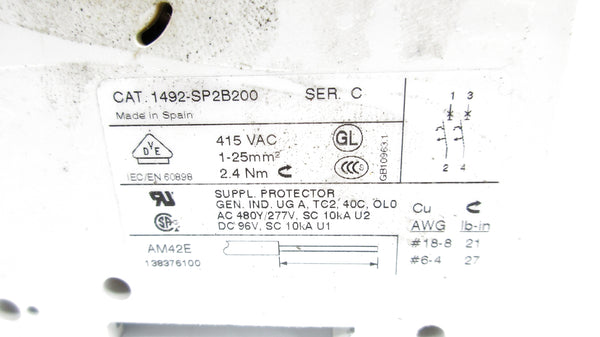 CAT. 1492-SP2B200 SER. C
Made in Spain
DVE
IEC/EN 60898
415 VAC
1-25mm²
2.4 Nm
GL
CCC
GB10963.1
1 3
2 4
SUPPL. PROTECTOR
GEN. IND. UG A, TC2, 40C, OL0
AC 480Y/277V, SC 10kA U2
DC 96V, SC 10kA U1
AM42E
138376100
Cu
AWG lb-in
#18-8 21
#6-4 27